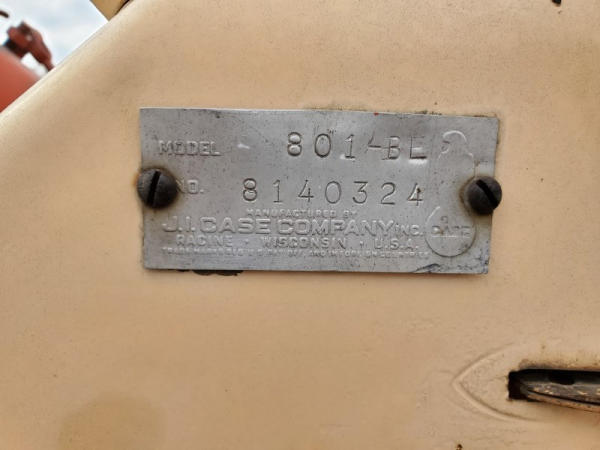 MODEL 801-BL
NO. 8140324
MANUFACTURED BY
J.I. CASE COMPANY INC.
RACINE • WISCONSIN • U.S.A.
CASE